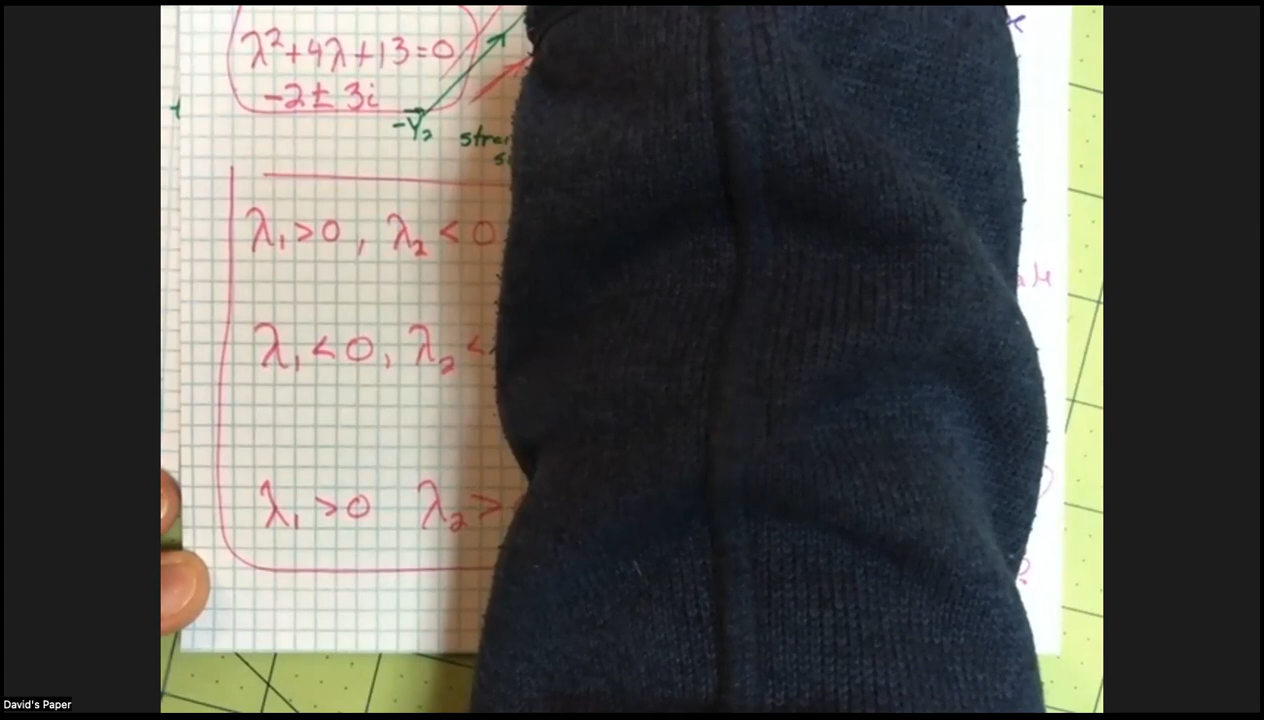 λ²+4λ+13=0
-2 ± 3i
-Y₂
λ₁>0, λ₂<0
λ₁<0, λ₂<
λ₁>0 λ₂>
David's Paper